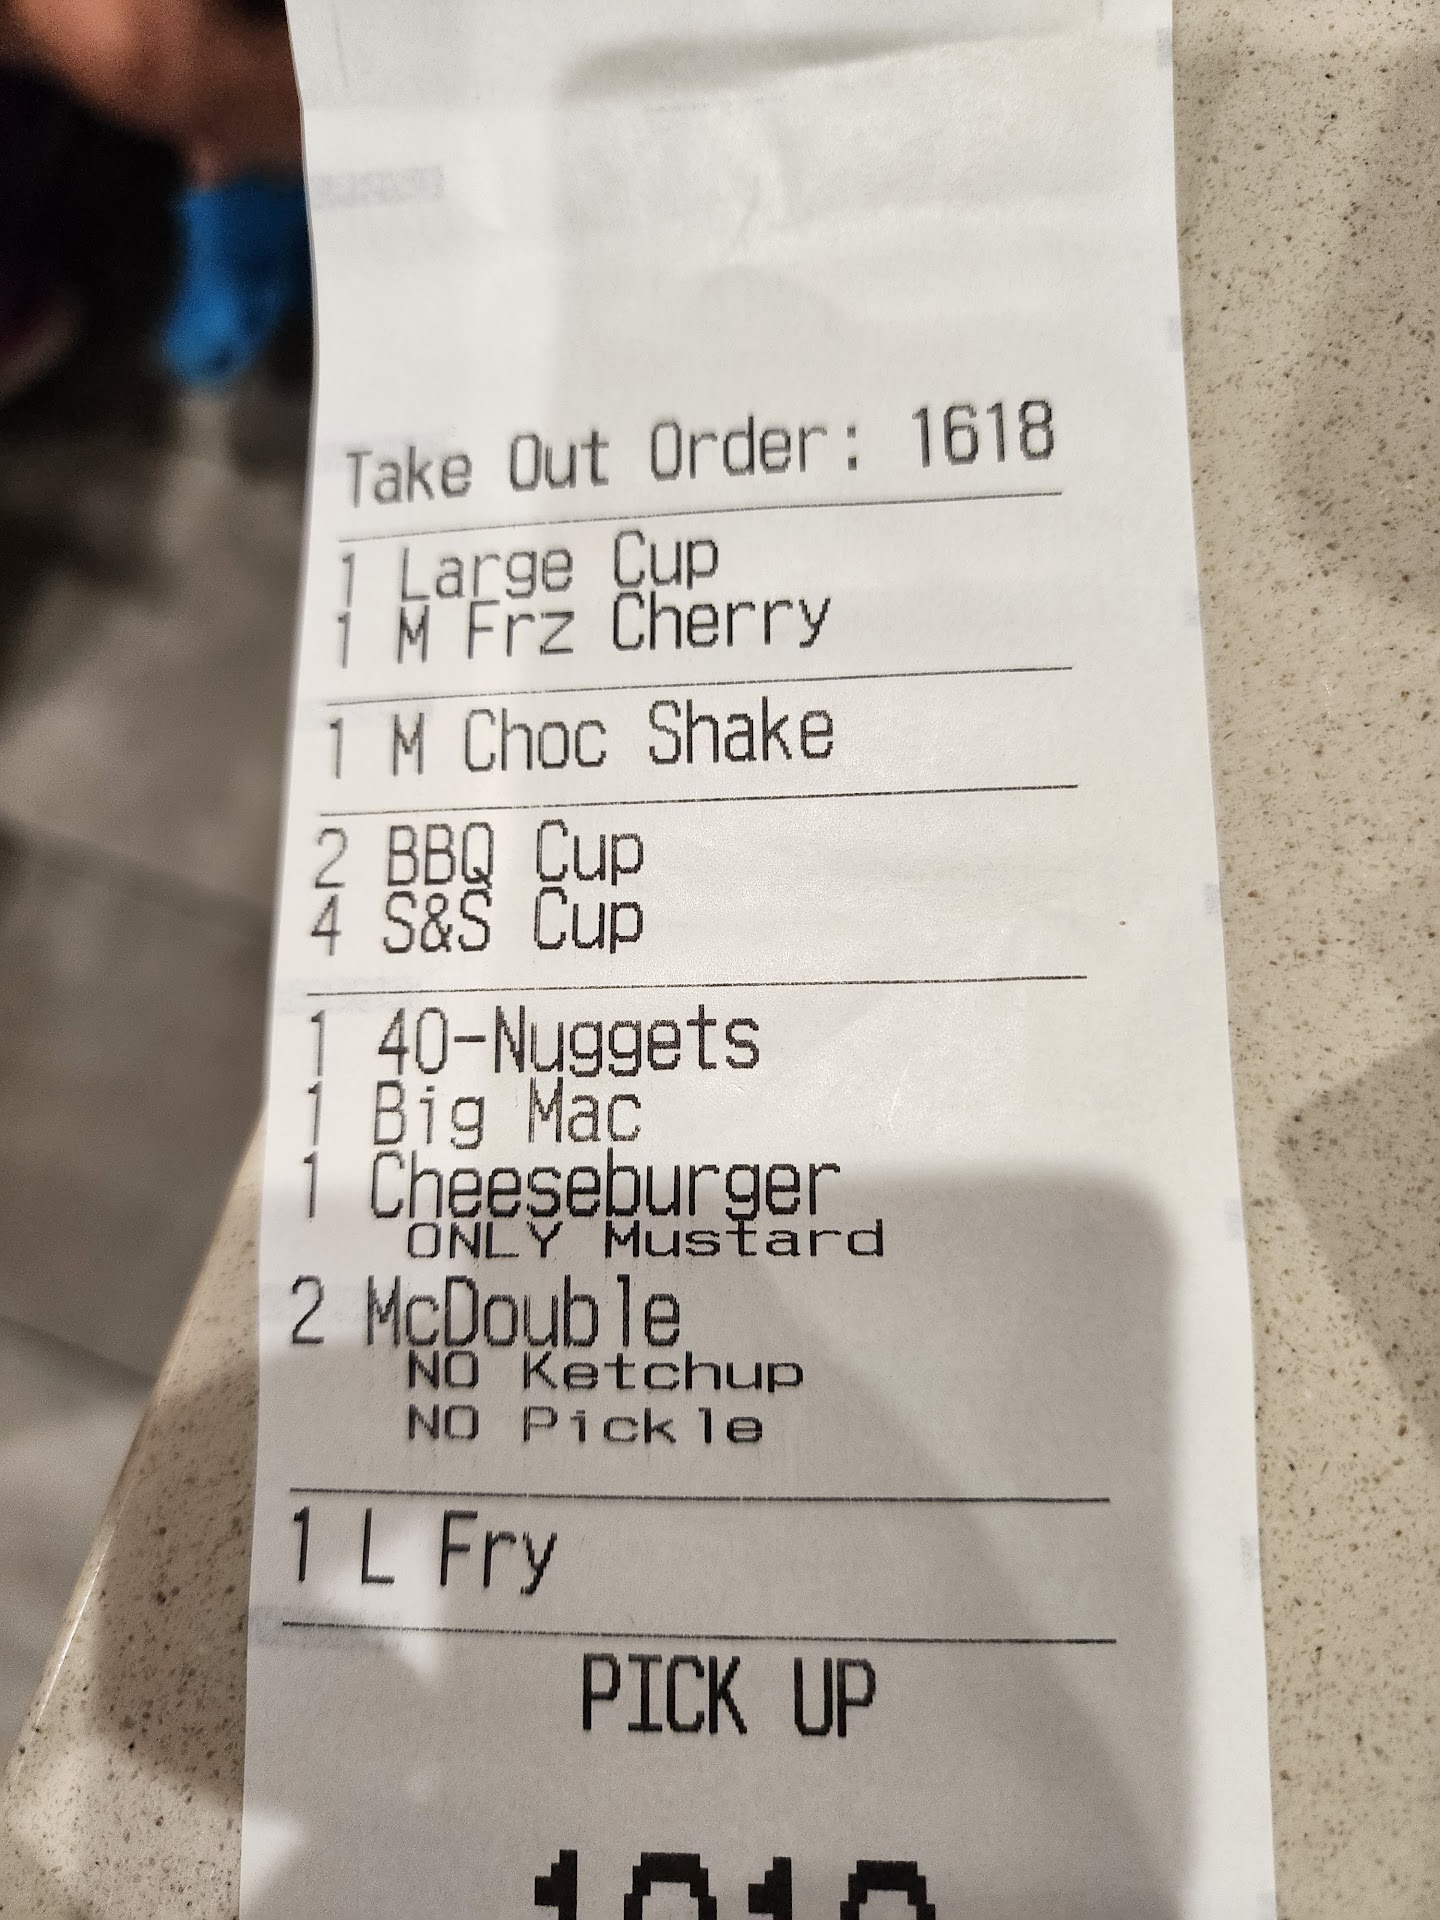 Take Out Order: 1618
1 Large Cup
1 M Frz Cherry
1 M Choc Shake
2 BBQ Cup
4 S&S Cup
1 40-Nuggets
1 Big Mac
1 Cheeseburger
ONLY Mustard
2 McDouble
NO Ketchup
NO Pickle
1 L Fry
PICK UP